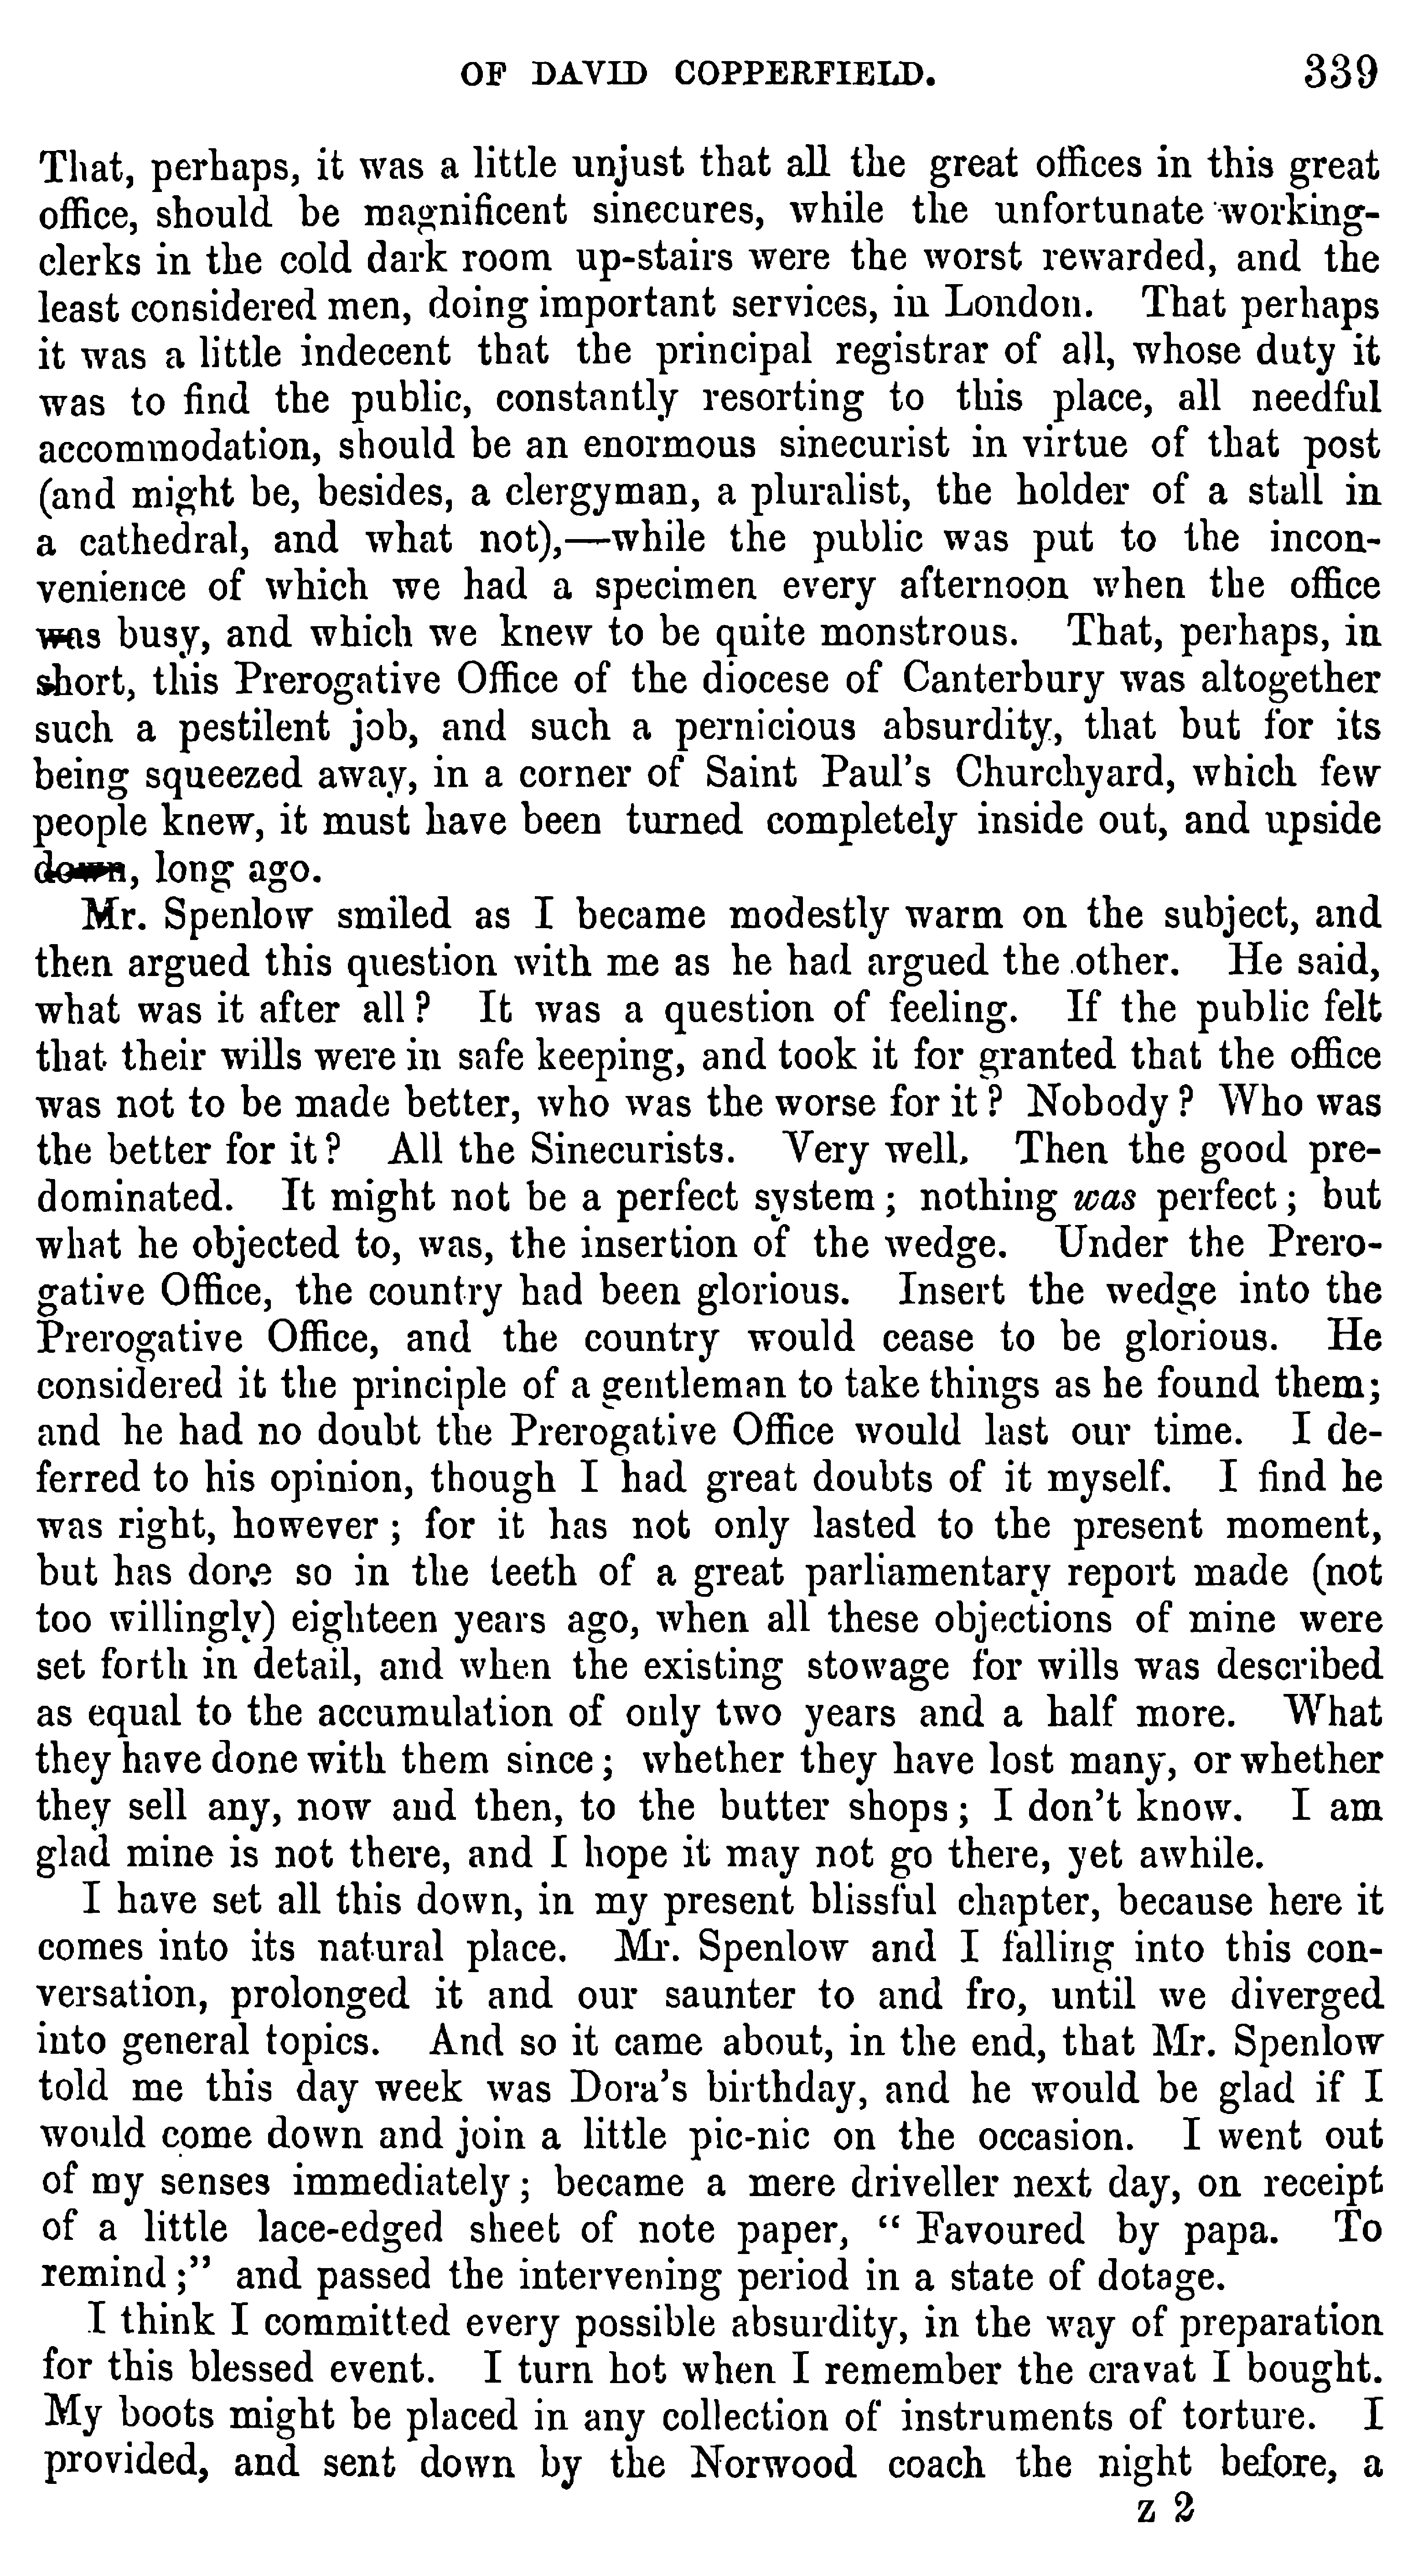 OF DAVID COPPERFIELD. 339
That, perhaps, it was a little unjust that all the great offices in this great
office, should be magnificent sinecures, while the unfortunate working-
clerks in the cold dark room up-stairs were the worst rewarded, and the
least considered men, doing important services, in London. That perhaps
it was a little indecent that the principal registrar of all, whose duty it
was to find the public, constantly resorting to this place, all needful
accommodation, should be an enormous sinecurist in virtue of that post
(and might be, besides, a clergyman, a pluralist, the holder of a stall in
a cathedral, and what not),—while the public was put to the incon-
venience of which we had a specimen every afternoon when the office
was busy, and which we knew to be quite monstrous. That, perhaps, in
short, this Prerogative Office of the diocese of Canterbury was altogether
such a pestilent job, and such a pernicious absurdity, that but for its
being squeezed away, in a corner of Saint Paul's Churchyard, which few
people knew, it must have been turned completely inside out, and upside
down, long ago.
Mr. Spenlow smiled as I became modestly warm on the subject, and
then argued this question with me as he had argued the other. He said,
what was it after all? It was a question of feeling. If the public felt
that their wills were in safe keeping, and took it for granted that the office
was not to be made better, who was the worse for it? Nobody? Who was
the better for it? All the Sinecurists. Very well. Then the good pre-
dominated. It might not be a perfect system; nothing was perfect; but
what he objected to, was, the insertion of the wedge. Under the Prero-
gative Office, the country had been glorious. Insert the wedge into the
Prerogative Office, and the country would cease to be glorious. He
considered it the principle of a gentleman to take things as he found them;
and he had no doubt the Prerogative Office would last our time. I de-
ferred to his opinion, though I had great doubts of it myself. I find he
was right, however; for it has not only lasted to the present moment,
but has done so in the teeth of a great parliamentary report made (not
too willingly) eighteen years ago, when all these objections of mine were
set forth in detail, and when the existing stowage for wills was described
as equal to the accumulation of only two years and a half more. What
they have done with them since; whether they have lost many, or whether
they sell any, now and then, to the butter shops; I don't know. I am
glad mine is not there, and I hope it may not go there, yet awhile.
I have set all this down, in my present blissful chapter, because here it
comes into its natural place. Mr. Spenlow and I falling into this con-
versation, prolonged it and our saunter to and fro, until we diverged
into general topics. And so it came about, in the end, that Mr. Spenlow
told me this day week was Dora's birthday, and he would be glad if I
would come down and join a little pic-nic on the occasion. I went out
of my senses immediately; became a mere driveller next day, on receipt
of a little lace-edged sheet of note paper, "Favoured by papa. To
remind;" and passed the intervening period in a state of dotage.
I think I committed every possible absurdity, in the way of preparation
for this blessed event. I turn hot when I remember the cravat I bought.
My boots might be placed in any collection of instruments of torture. I
provided, and sent down by the Norwood coach the night before, a
z 2